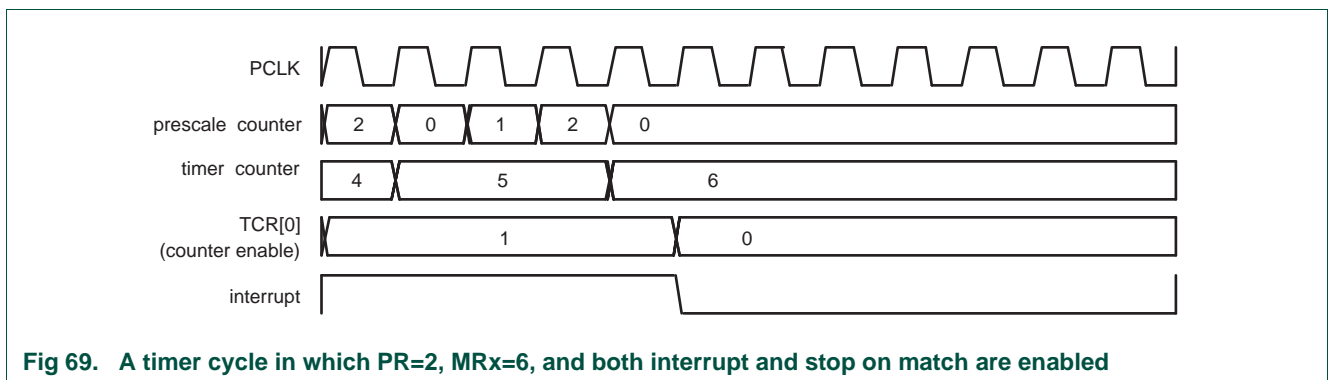 PCLK
prescale counter 2 0 1 2 0
timer counter 4 5 6
TCR[0]
(counter enable) 1 0
interrupt
Fig 69. A timer cycle in which PR=2, MRx=6, and both interrupt and stop on match are enabled